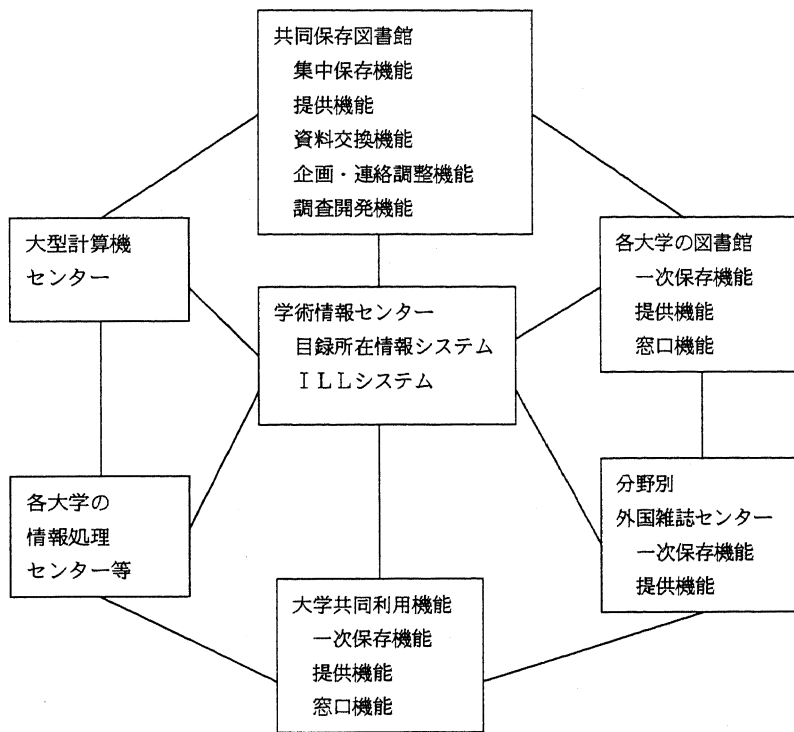 共同保存図書館
集中保存機能
提供機能
資料交換機能
企画・連絡調整機能
調査開発機能
大型計算機
センター
各大学の図書館
一次保存機能
提供機能
窓口機能
学術情報センター
目録所在情報システム
ＩＬＬシステム
各大学の
情報処理
センター等
分野別
外国雑誌センター
一次保存機能
提供機能
大学共同利用機能
一次保存機能
提供機能
窓口機能